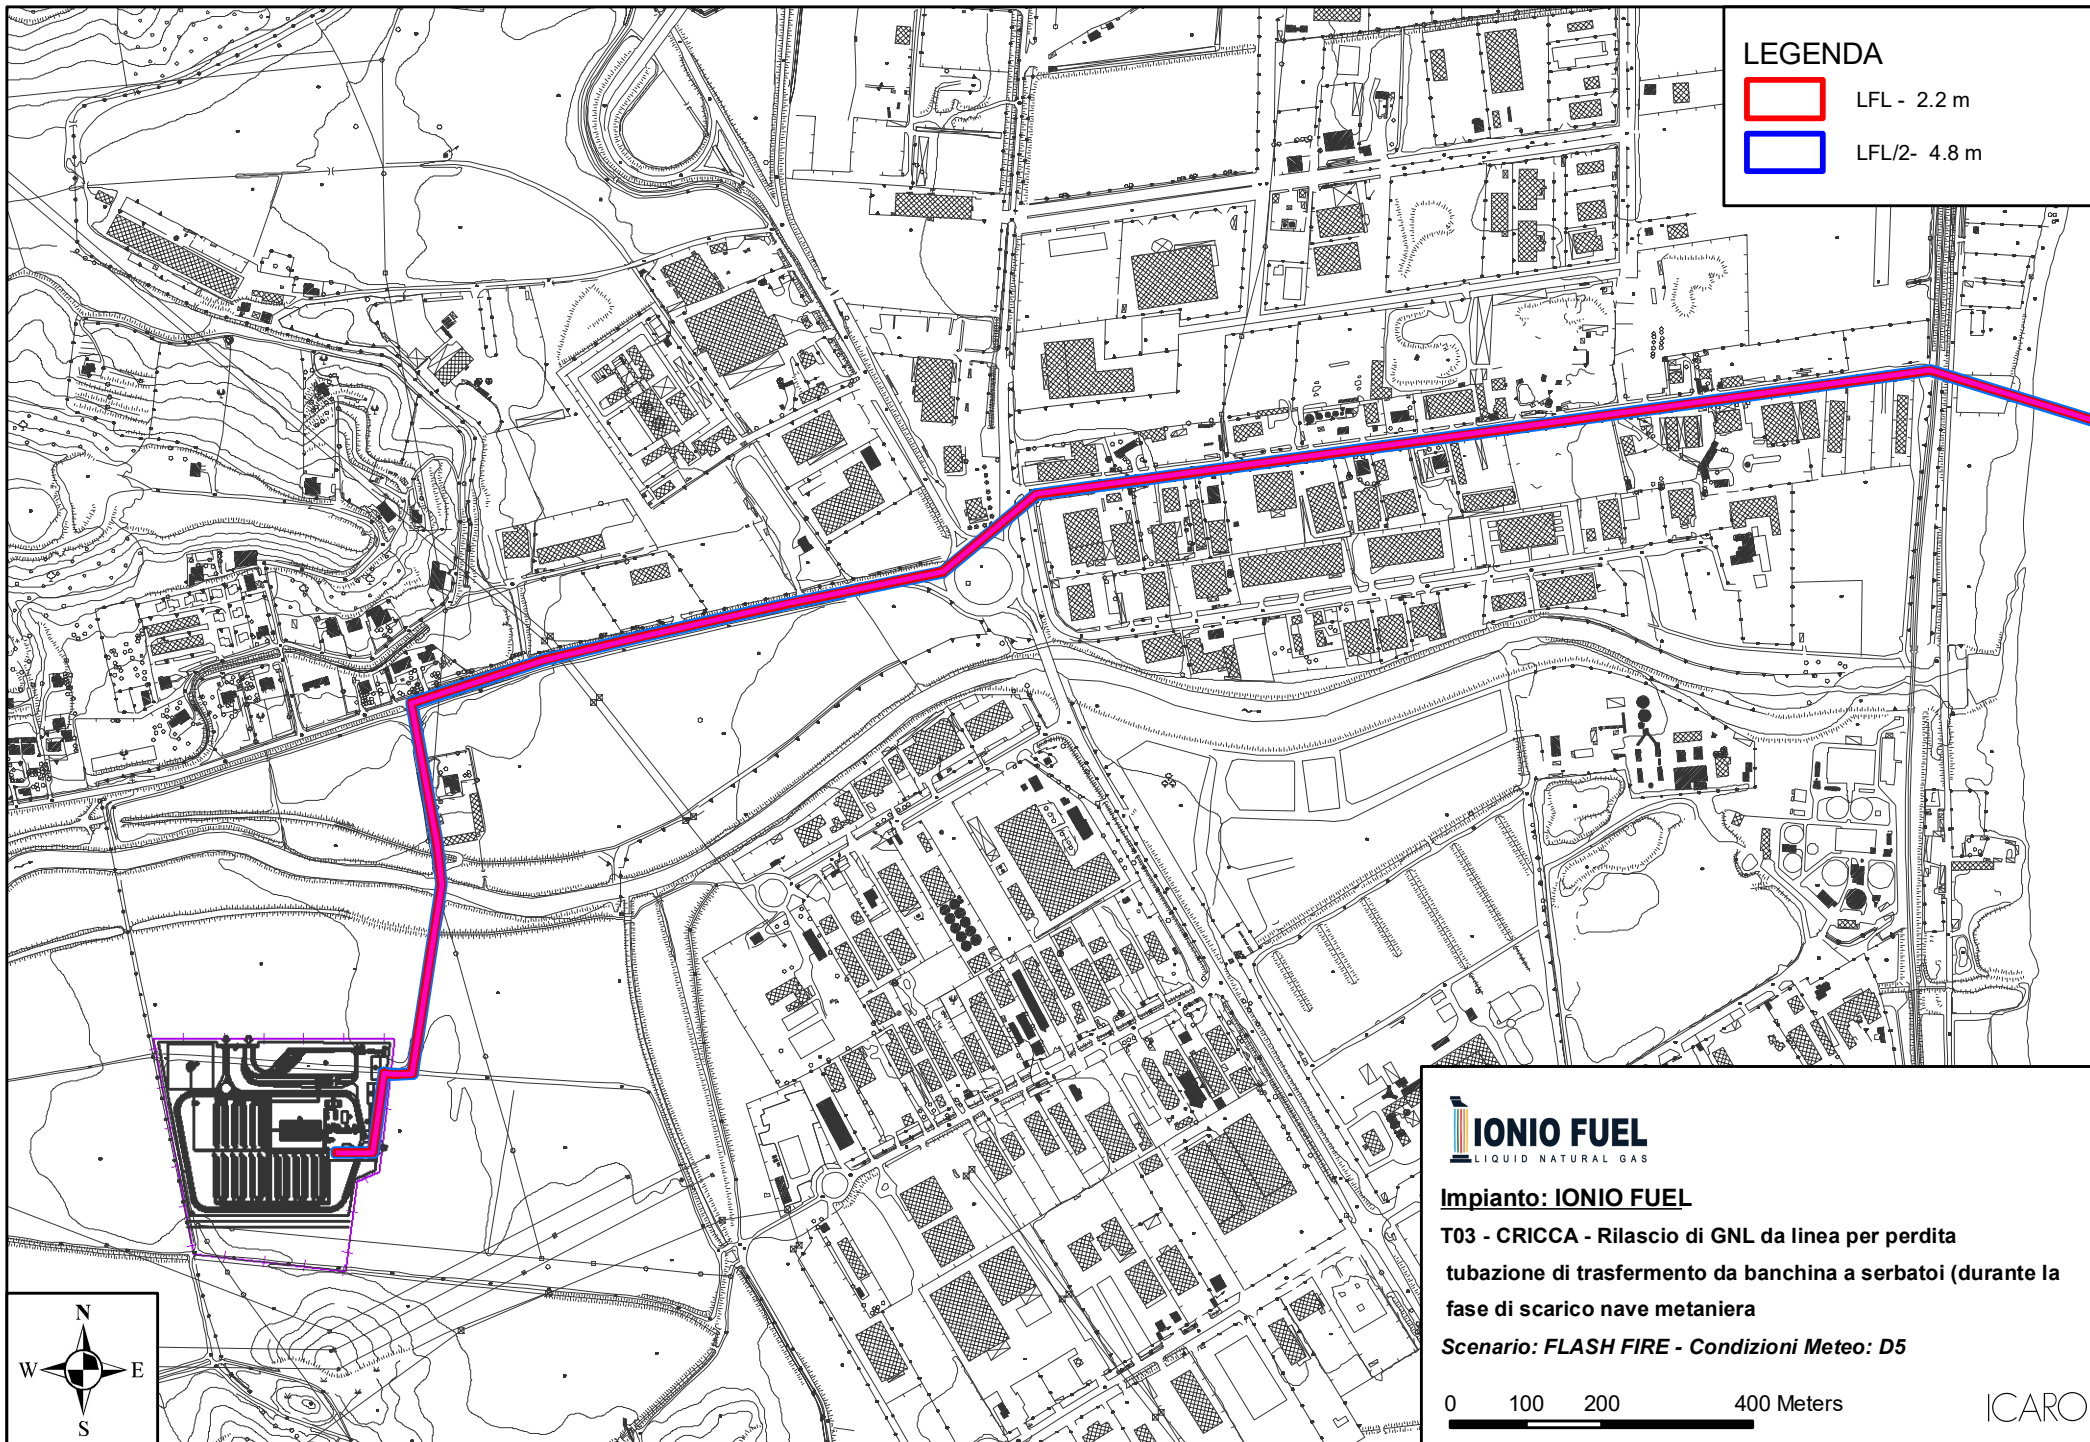 LEGENDA
LFL - 2.2 m
LFL/2- 4.8 m
IONIO FUEL
LIQUID NATURAL GAS
Impianto: IONIO FUEL
T03 - CRICCA - Rilascio di GNL da linea per perdita
tubazione di trasfermento da banchina a serbatoi (durante la
fase di scarico nave metaniera
Scenario: FLASH FIRE - Condizioni Meteo: D5
0 100 200 400 Meters
ICARO
N
W E
S